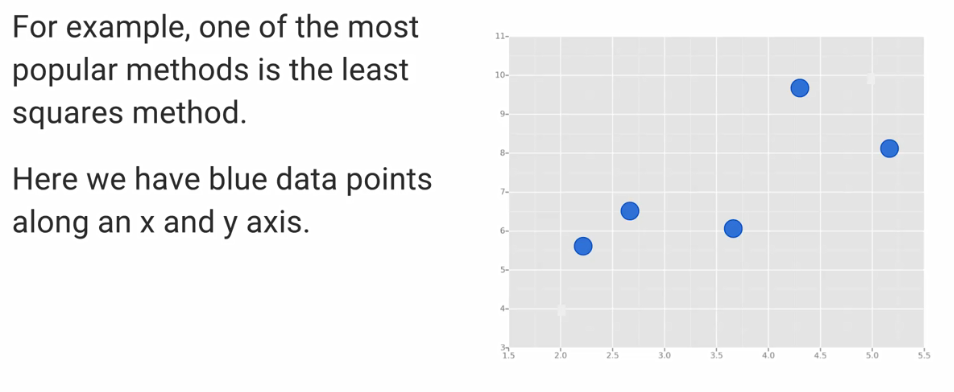 For example, one of the most
popular methods is the least
squares method.
Here we have blue data points
along an x and y axis.
11
10
9
8
7
6
5
4
3
1.5 2.0 2.5 3.0 3.5 4.0 4.5 5.0 5.5